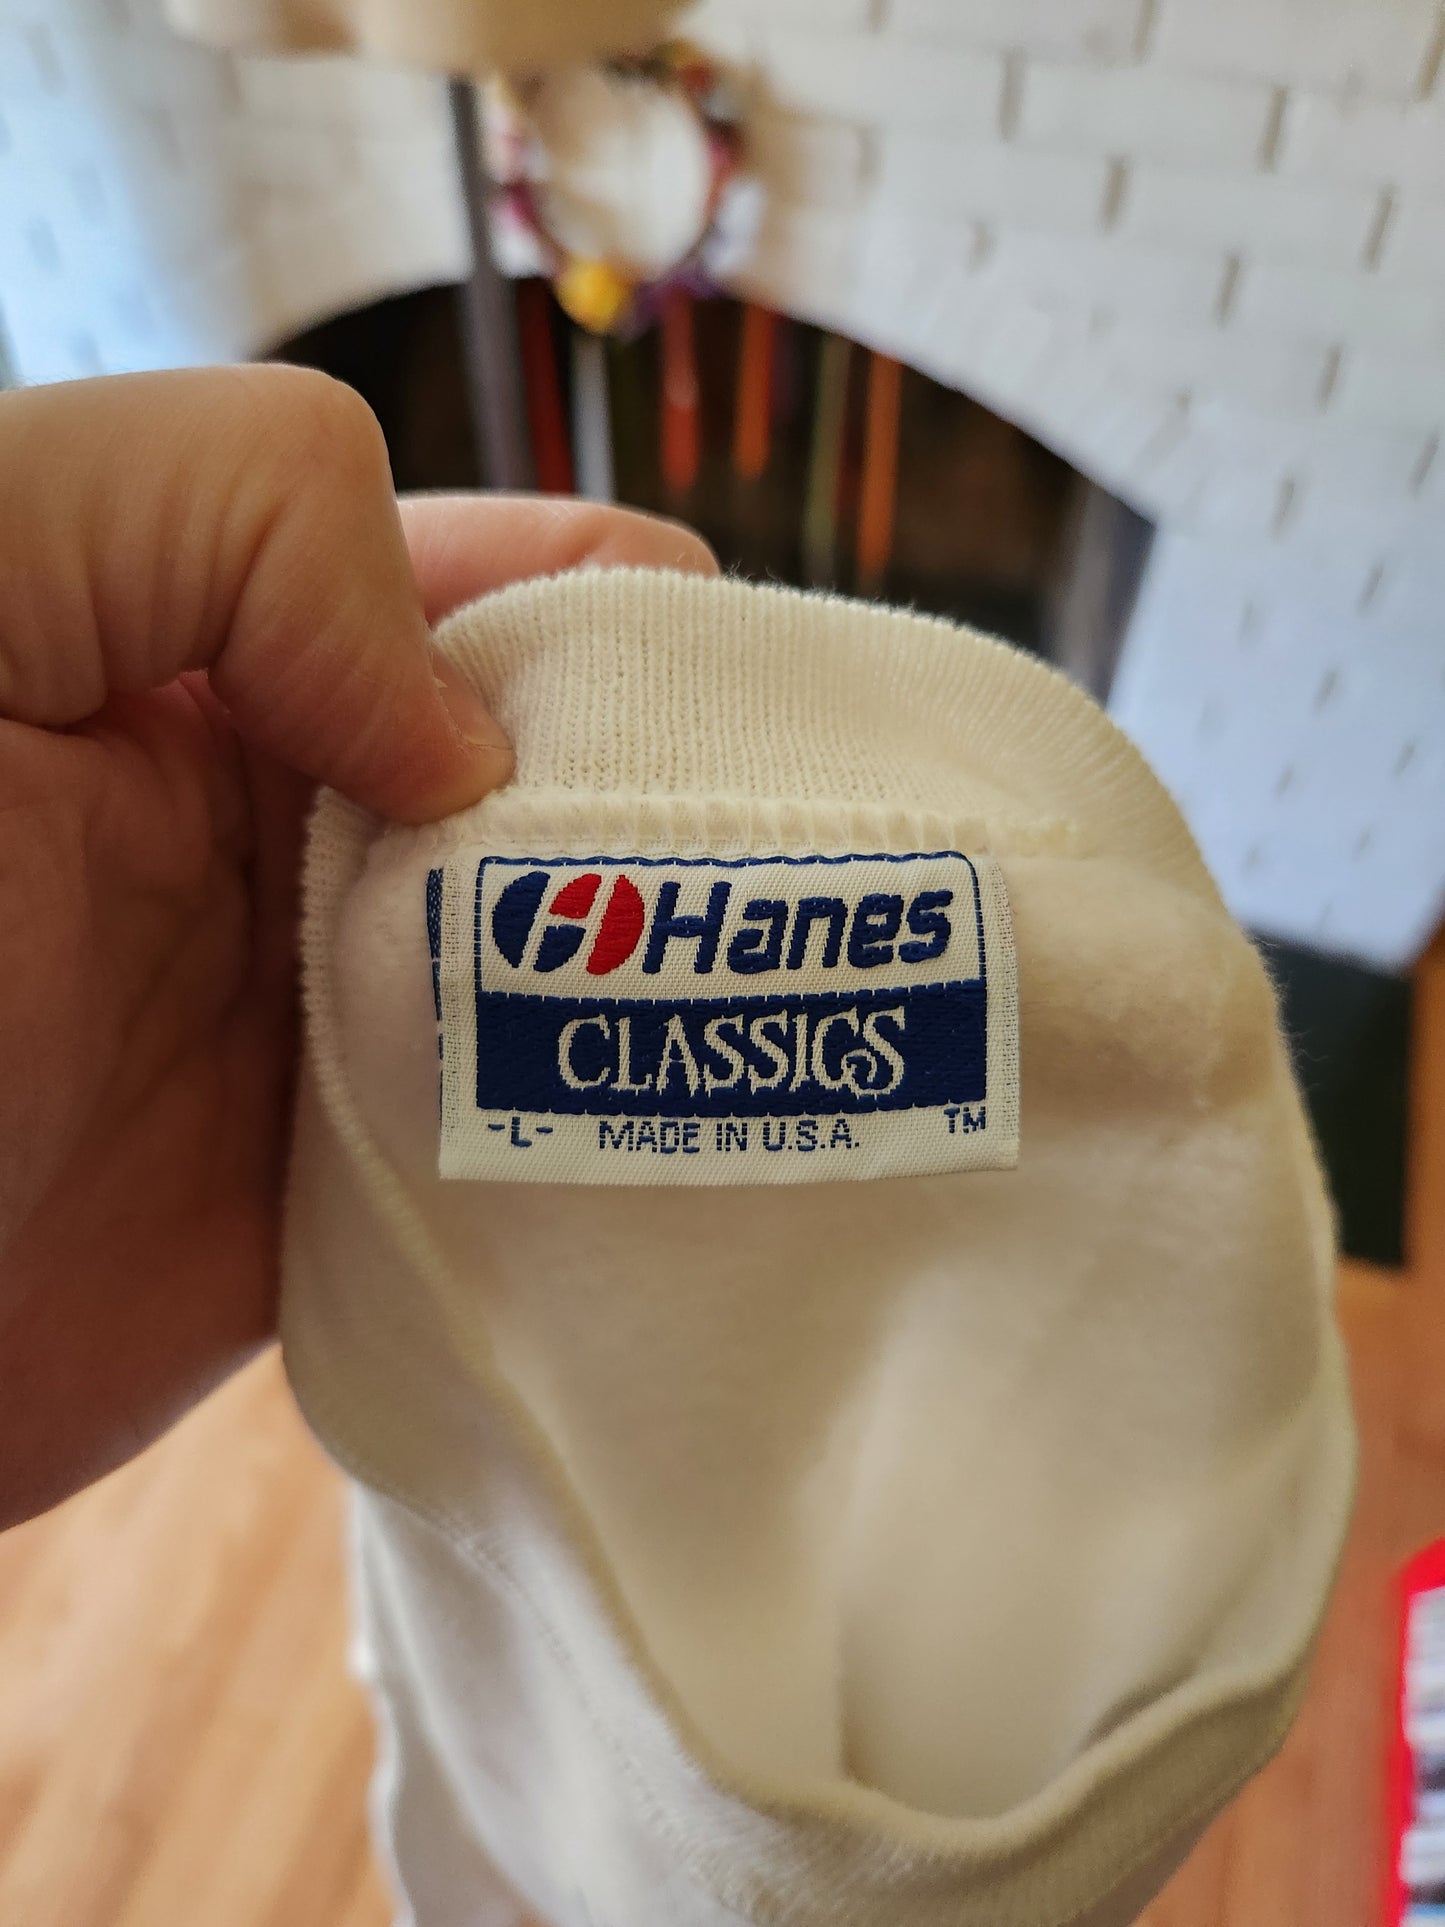 Hanes
CLASSICS
-L- MADE IN U.S.A. TM